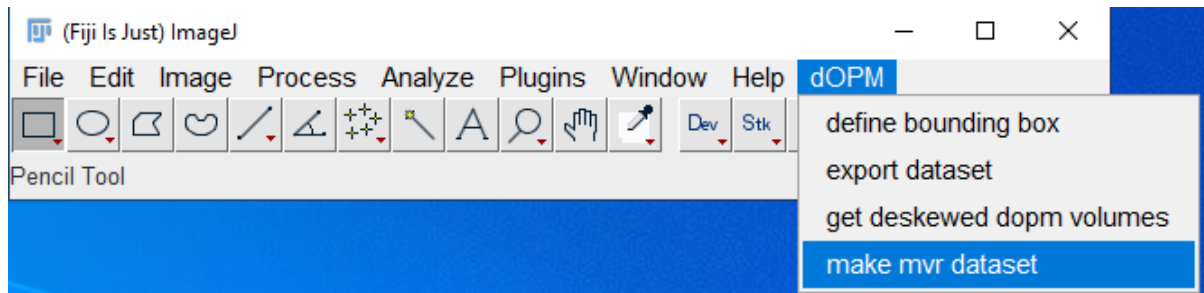 (Fiji Is Just) ImageJ
File Edit Image Process Analyze Plugins Window Help dOPM
A Dev Stk
Pencil Tool
define bounding box
export dataset
get deskewed dopm volumes
make mvr dataset